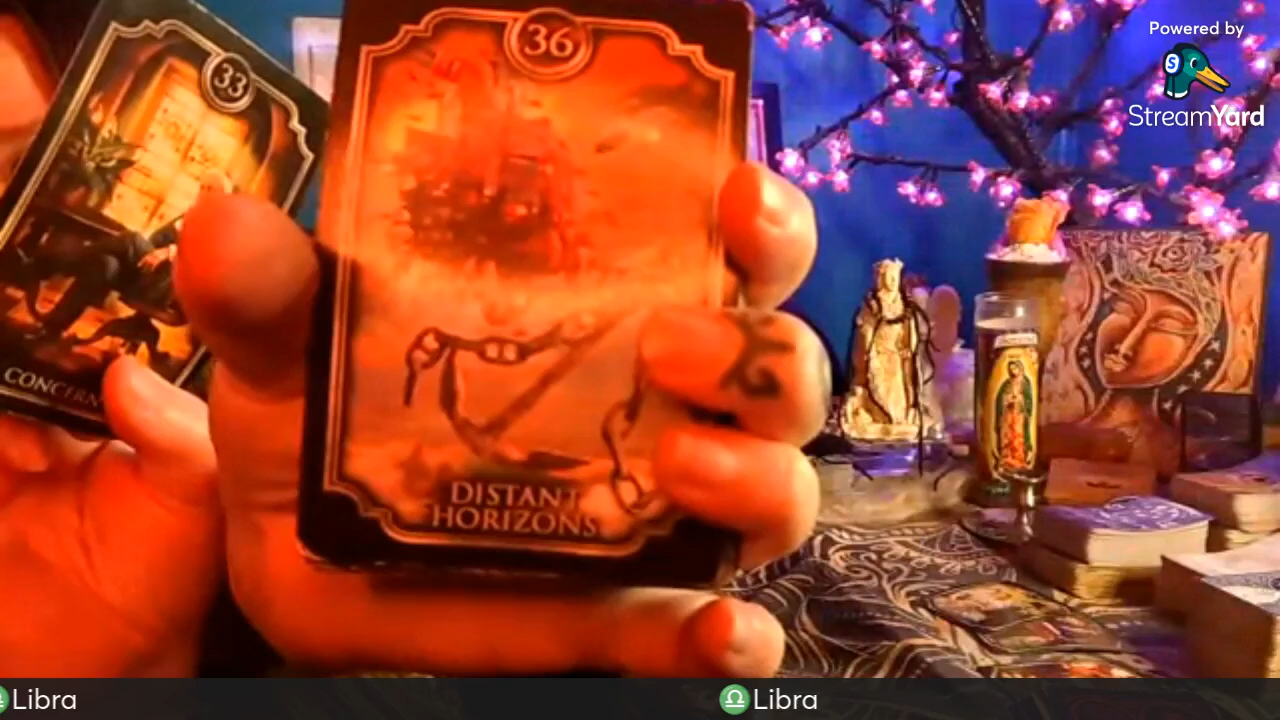 33
CONCERN
36
DISTANT
HORIZONS
Powered by
StreamYard
Libra
Libra